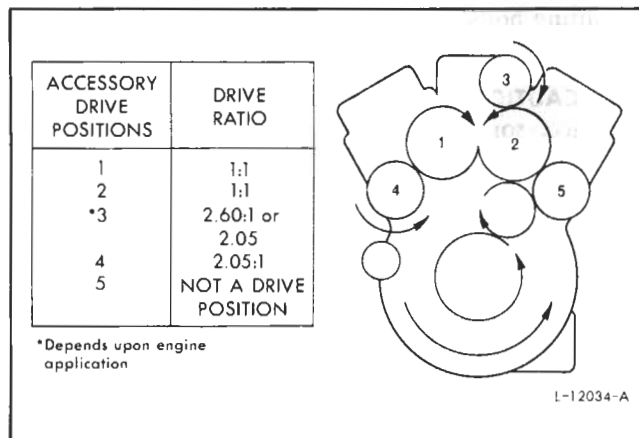 ACCESSORY DRIVE POSITIONS
DRIVE RATIO
1 1:1
2 1:1
*3 2.60:1 or 2.05
4 2.05:1
5 NOT A DRIVE POSITION
*Depends upon engine
application
3
1
2
4
5
L-12034-A